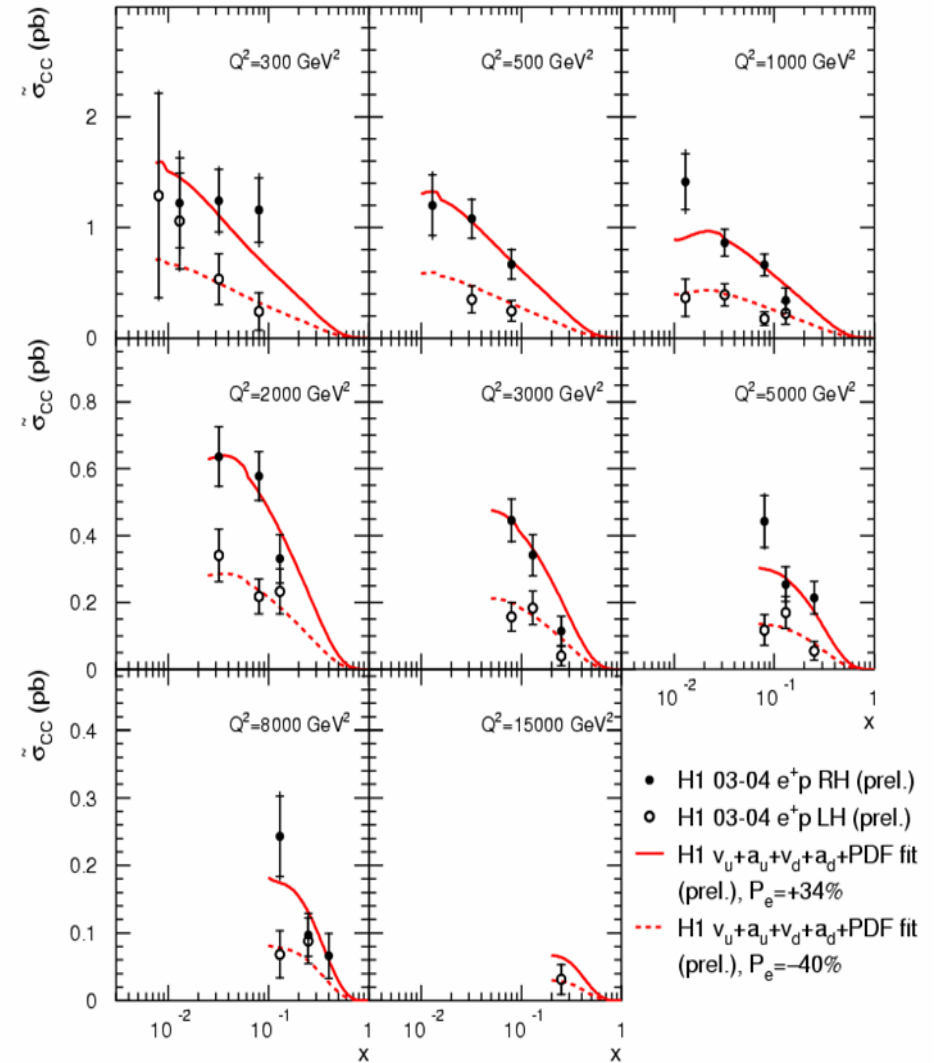 σ̃CC (pb)
Q²=300 GeV²
Q²=500 GeV²
Q²=1000 GeV²
2
1
0
σ̃CC (pb)
Q²=2000 GeV²
Q²=3000 GeV²
Q²=5000 GeV²
0.8
0.6
0.4
0.2
0
10⁻² 10⁻¹ 1
x
σ̃CC (pb)
Q²=8000 GeV²
Q²=15000 GeV²
0.4
0.3
0.2
0.1
0
10⁻² 10⁻¹ 1
x
10⁻² 10⁻¹ 1
x
H1 03-04 e⁺p RH (prel.)
H1 03-04 e⁺p LH (prel.)
H1 vu+au+vd+ad+PDF fit
(prel.), Pe=+34%
H1 vu+au+vd+ad+PDF fit
(prel.), Pe=−40%